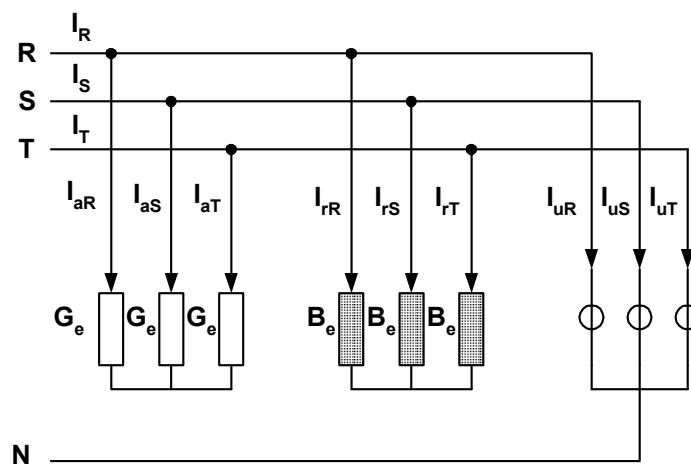 I_R
R
I_S
S
I_T
T
I_aR I_aS I_aT I_rR I_rS I_rT I_uR I_uS I_uT
G_e G_e G_e B_e B_e B_e
N